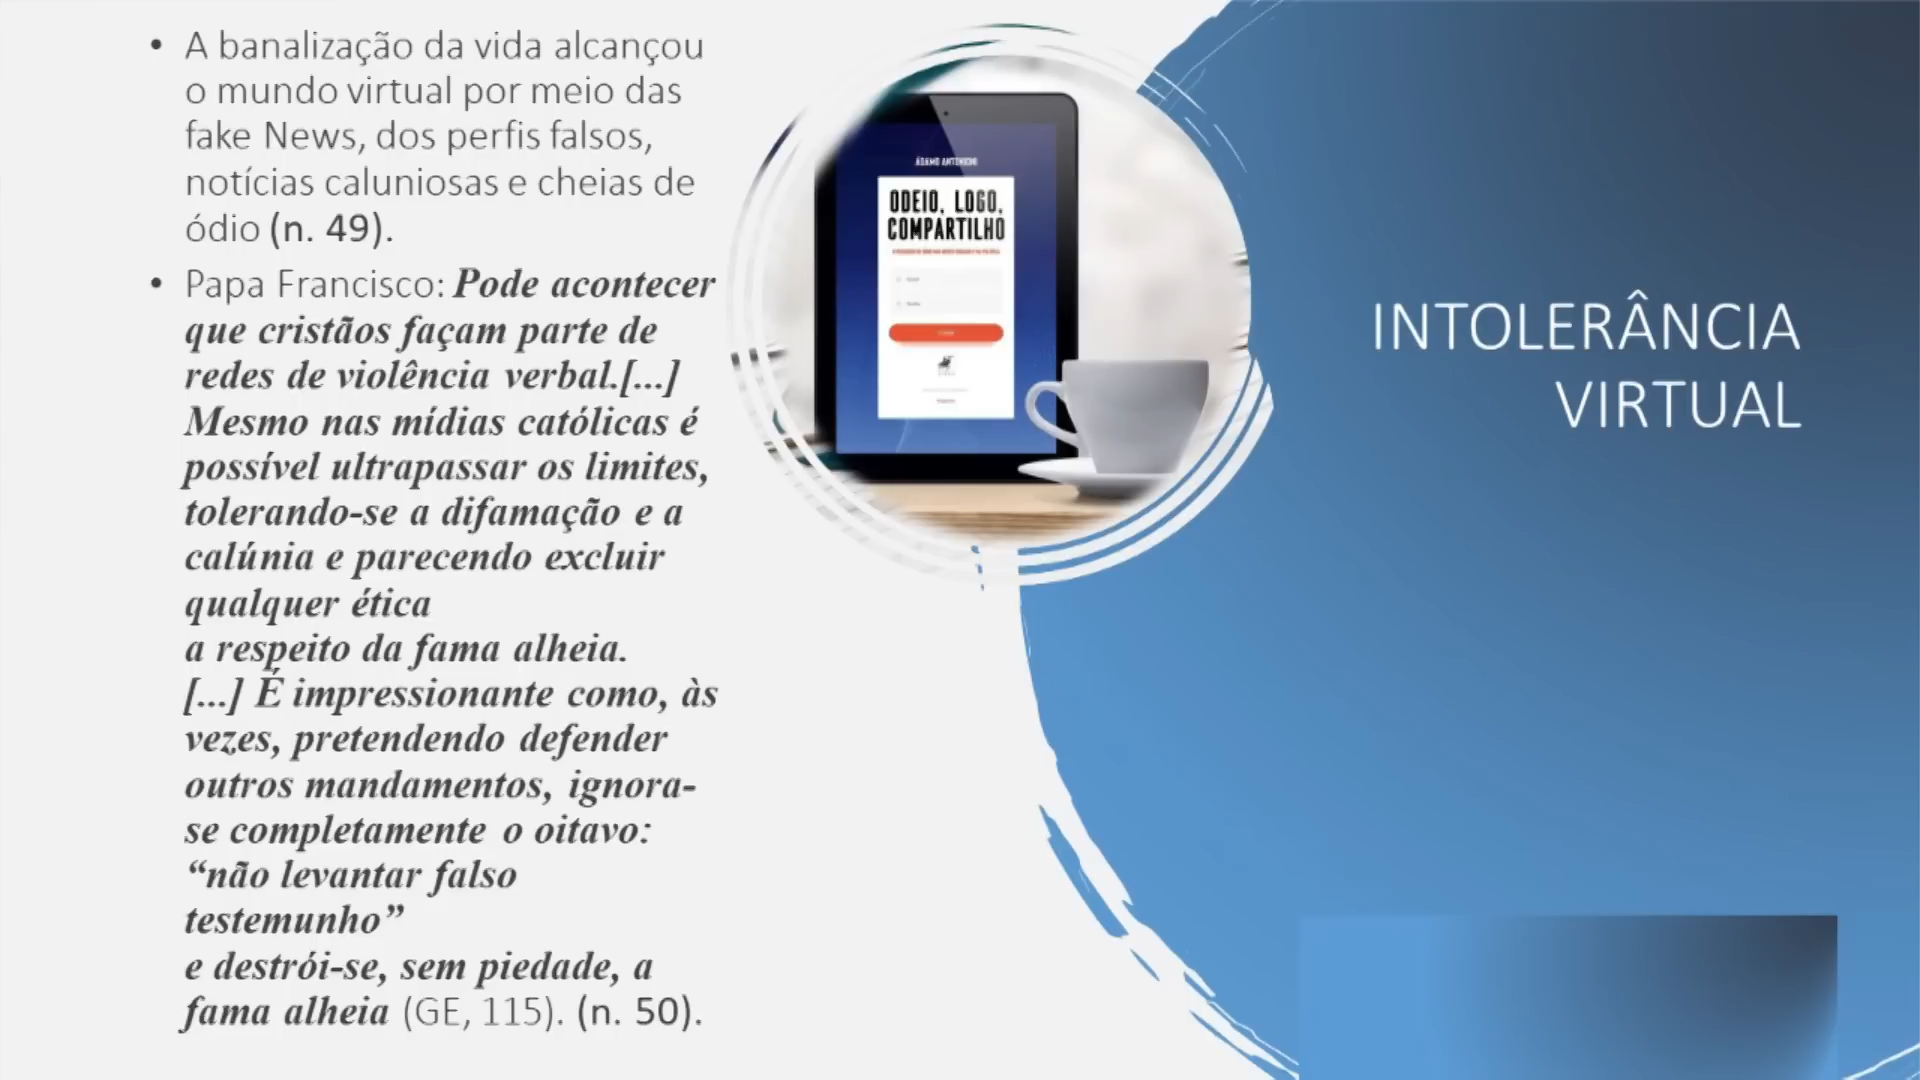 • A banalização da vida alcançou
o mundo virtual por meio das
fake News, dos perfis falsos,
notícias caluniosas e cheias de
ódio (n. 49).
• Papa Francisco: Pode acontecer
que cristãos façam parte de
redes de violência verbal.[...]
Mesmo nas mídias católicas é
possível ultrapassar os limites,
tolerando-se a difamação e a
calúnia e parecendo excluir
qualquer ética
a respeito da fama alheia.
[...] É impressionante como, às
vezes, pretendendo defender
outros mandamentos, ignora-
se completamente o oitavo:
“não levantar falso
testemunho”
e destrói-se, sem piedade, a
fama alheia (GE, 115). (n. 50).
ÁDAMO ANTONIONI
ODEIO, LOGO,
COMPARTILHO
INTOLERÂNCIA
VIRTUAL